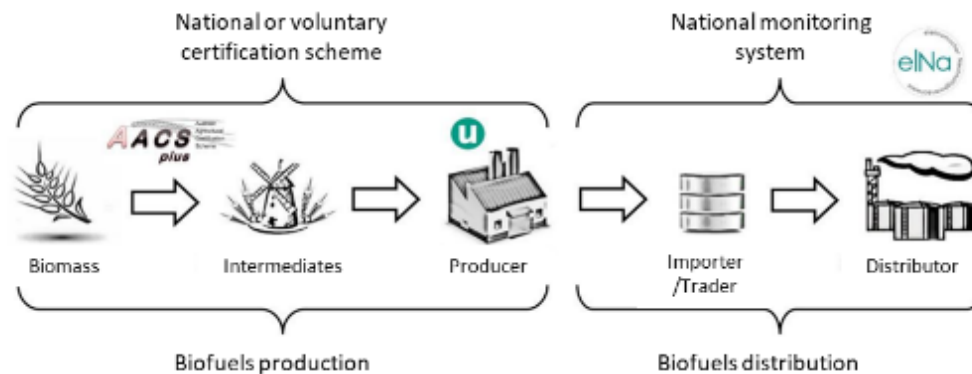 National or voluntary
certification scheme
National monitoring
system
elNa
AACS
plus
u
Biomass
Intermediates
Producer
Importer
/Trader
Distributor
Biofuels production
Biofuels distribution